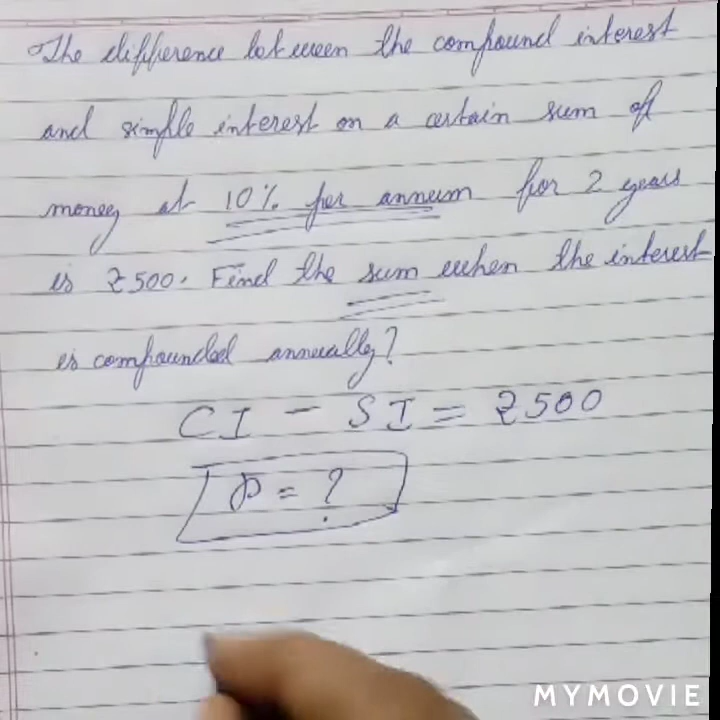 The difference between the compound interest
and simple interest on a certain sum of
money at 10% per annum for 2 years
is ₹500. Find the sum when the interest
is compounded annually?
CI - SI = ₹500
P = ?
MYMOVIE